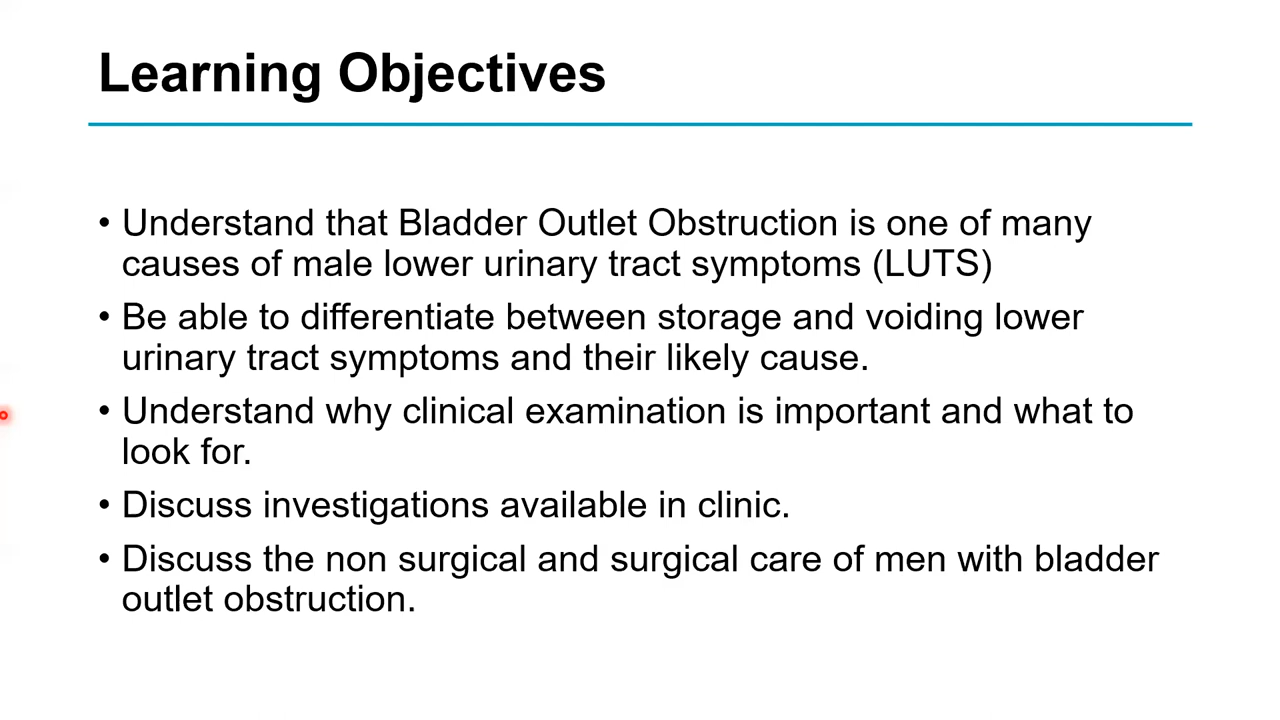 Learning Objectives
• Understand that Bladder Outlet Obstruction is one of many
causes of male lower urinary tract symptoms (LUTS)
• Be able to differentiate between storage and voiding lower
urinary tract symptoms and their likely cause.
• Understand why clinical examination is important and what to
look for.
• Discuss investigations available in clinic.
• Discuss the non surgical and surgical care of men with bladder
outlet obstruction.